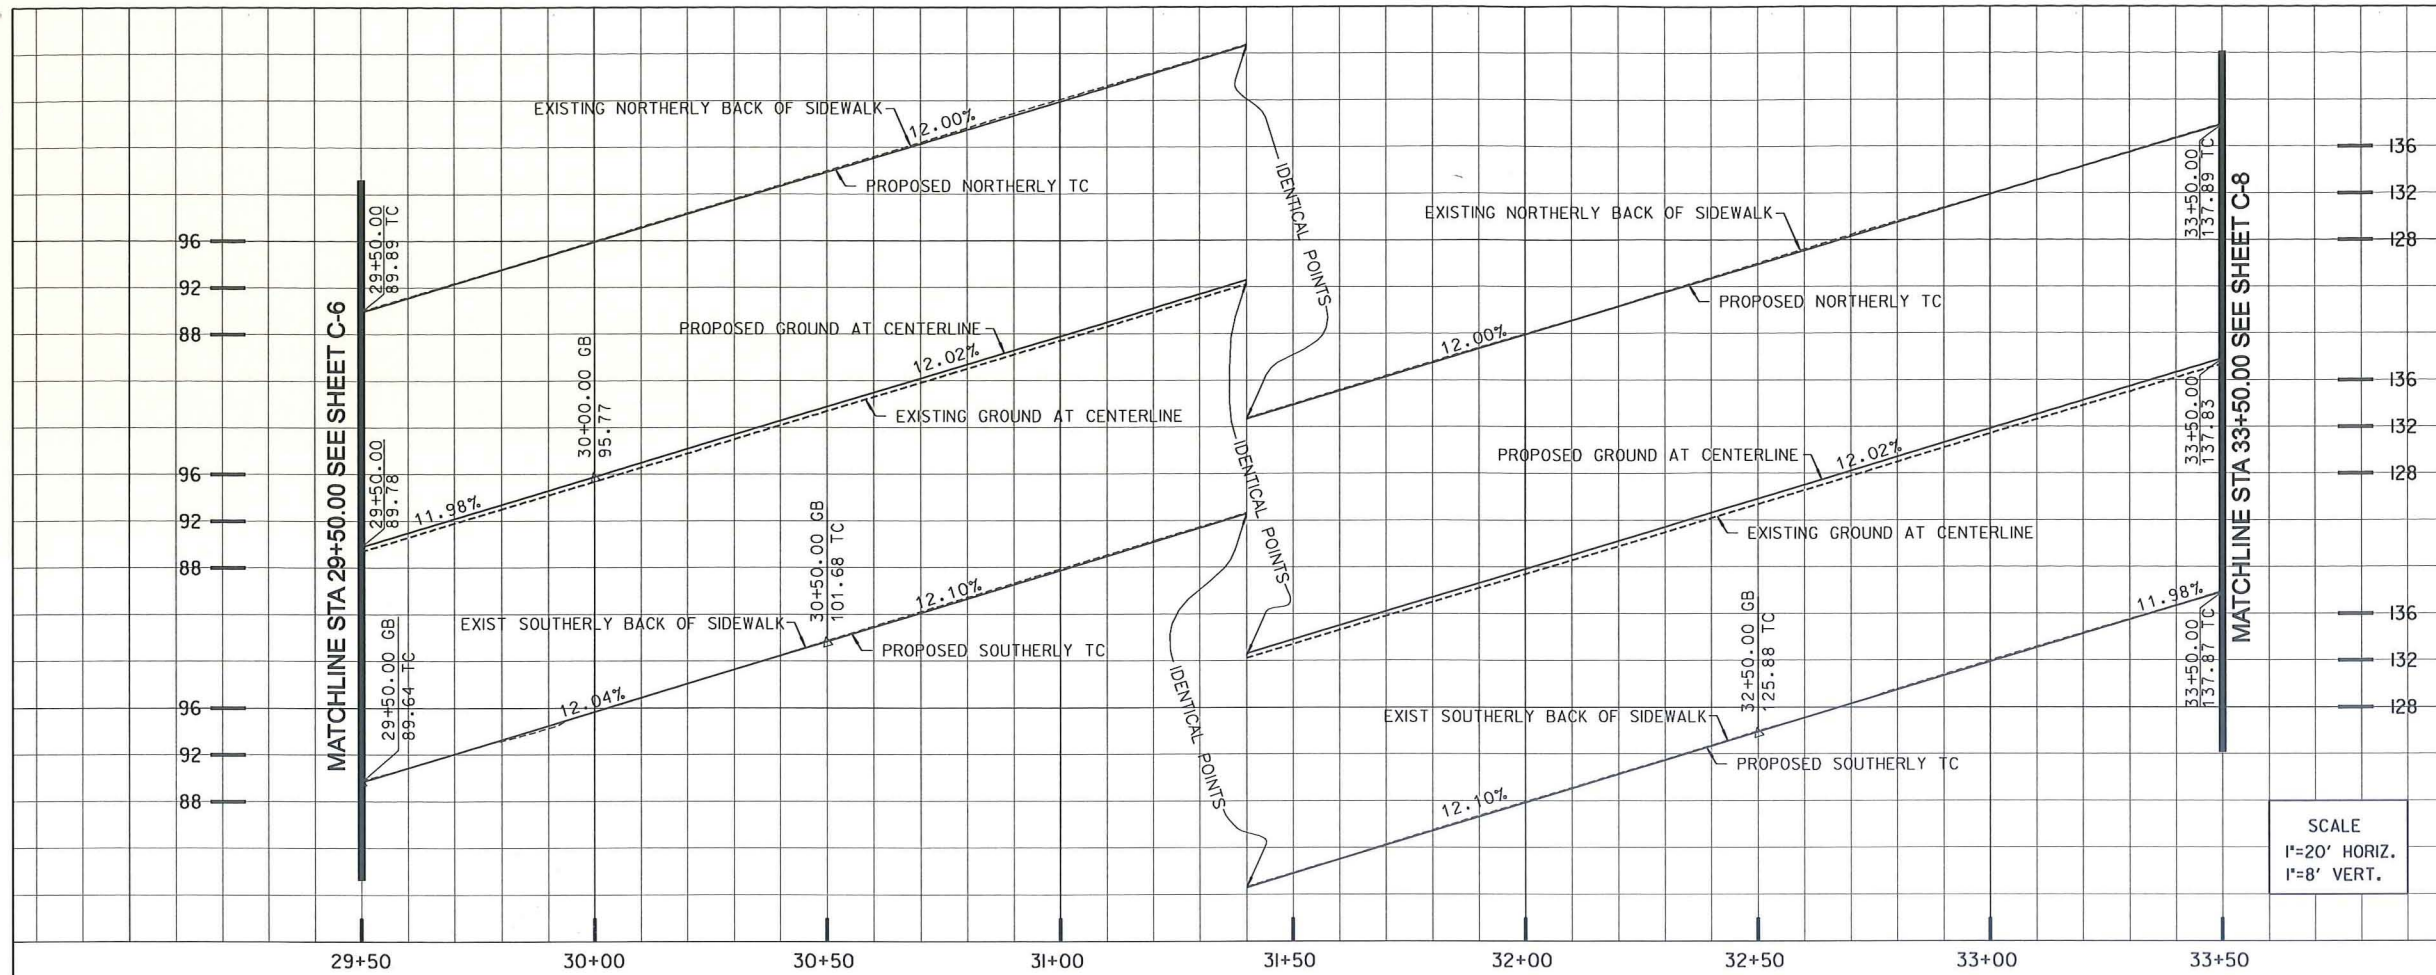 EXISTING NORTHERLY BACK OF SIDEWALK
12.00%
PROPOSED NORTHERLY TC
29+50.00
89.89 TC
96
92
88
MATCHLINE STA 29+50.00 SEE SHEET C-6
PROPOSED GROUND AT CENTERLINE
12.02%
EXISTING GROUND AT CENTERLINE
30+00.00 GB
95.77
29+50.00
89.78
11.98%
96
92
88
30+50.00 GB
101.68 TC
12.10%
EXIST SOUTHERLY BACK OF SIDEWALK
PROPOSED SOUTHERLY TC
29+50.00 GB
89.64 TC
12.04%
96
92
88
IDENTICAL POINTS
IDENTICAL POINTS
IDENTICAL POINTS
EXISTING NORTHERLY BACK OF SIDEWALK
PROPOSED NORTHERLY TC
12.00%
33+50.00
137.89 TC
136
132
128
MATCHLINE STA 33+50.00 SEE SHEET C-8
PROPOSED GROUND AT CENTERLINE
12.02%
EXISTING GROUND AT CENTERLINE
33+50.00
137.83
136
132
128
32+50.00 GB
125.88 TC
11.98%
EXIST SOUTHERLY BACK OF SIDEWALK
PROPOSED SOUTHERLY TC
12.10%
33+50.00 GB
137.87 TC
136
132
128
SCALE
1"=20' HORIZ.
1"=8' VERT.
29+50
30+00
30+50
31+00
31+50
32+00
32+50
33+00
33+50